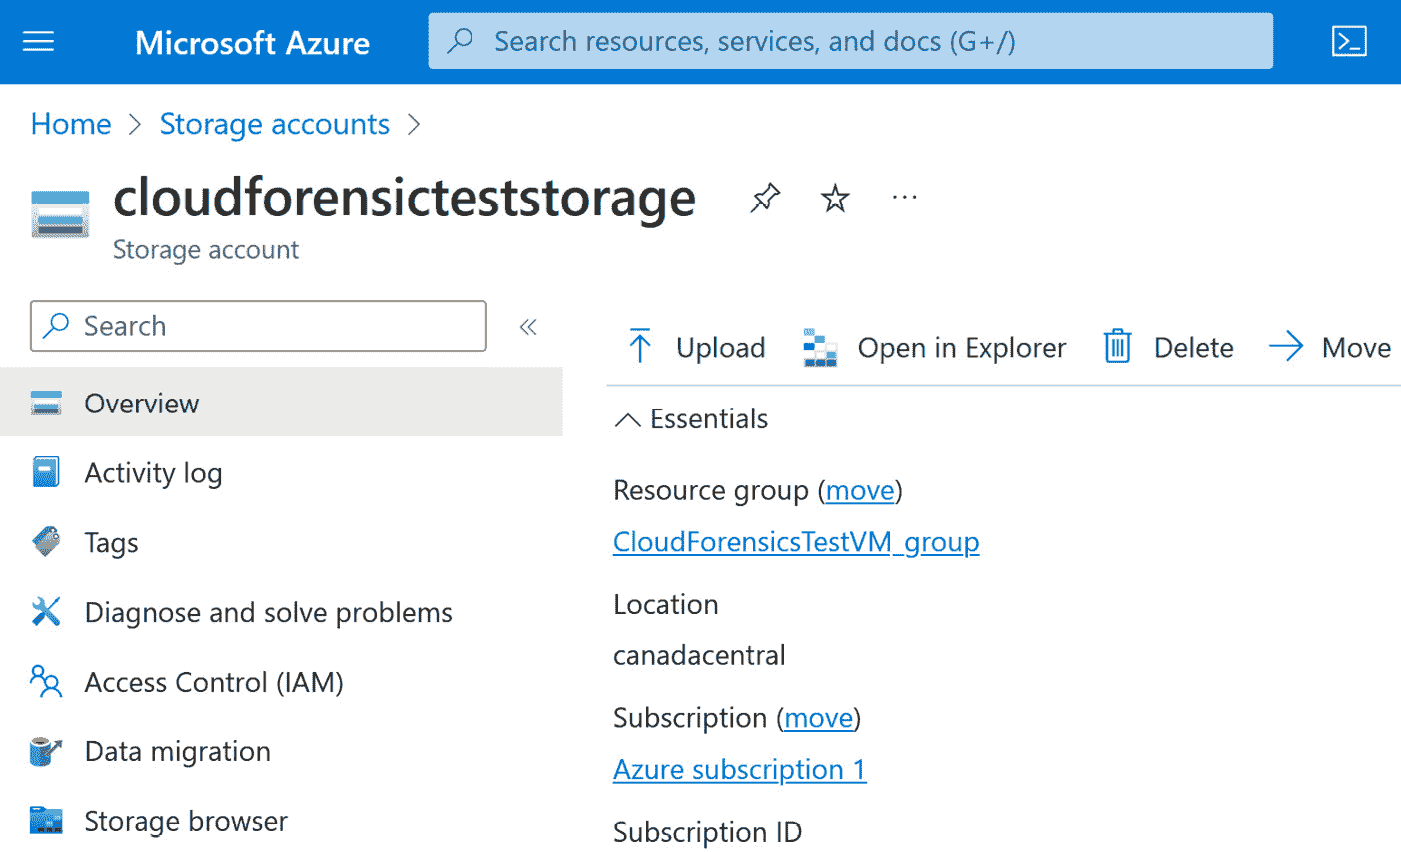 Microsoft Azure
Search resources, services, and docs (G+/)
Home > Storage accounts >
cloudforensicteststorage
Storage account
Search
Overview
Activity log
Tags
Diagnose and solve problems
Access Control (IAM)
Data migration
Storage browser
Upload
Open in Explorer
Delete
Move
Essentials
Resource group (move)
CloudForensicsTestVM_group
Location
canadacentral
Subscription (move)
Azure subscription 1
Subscription ID